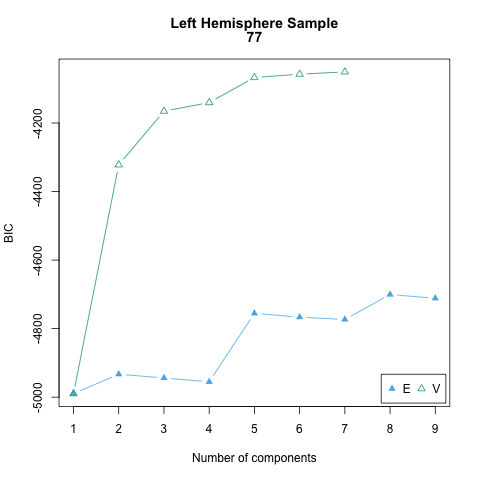 Left Hemisphere Sample
77
BIC
-4200
-4400
-4600
-4800
-5000
1 2 3 4 5 6 7 8 9
Number of components
E V